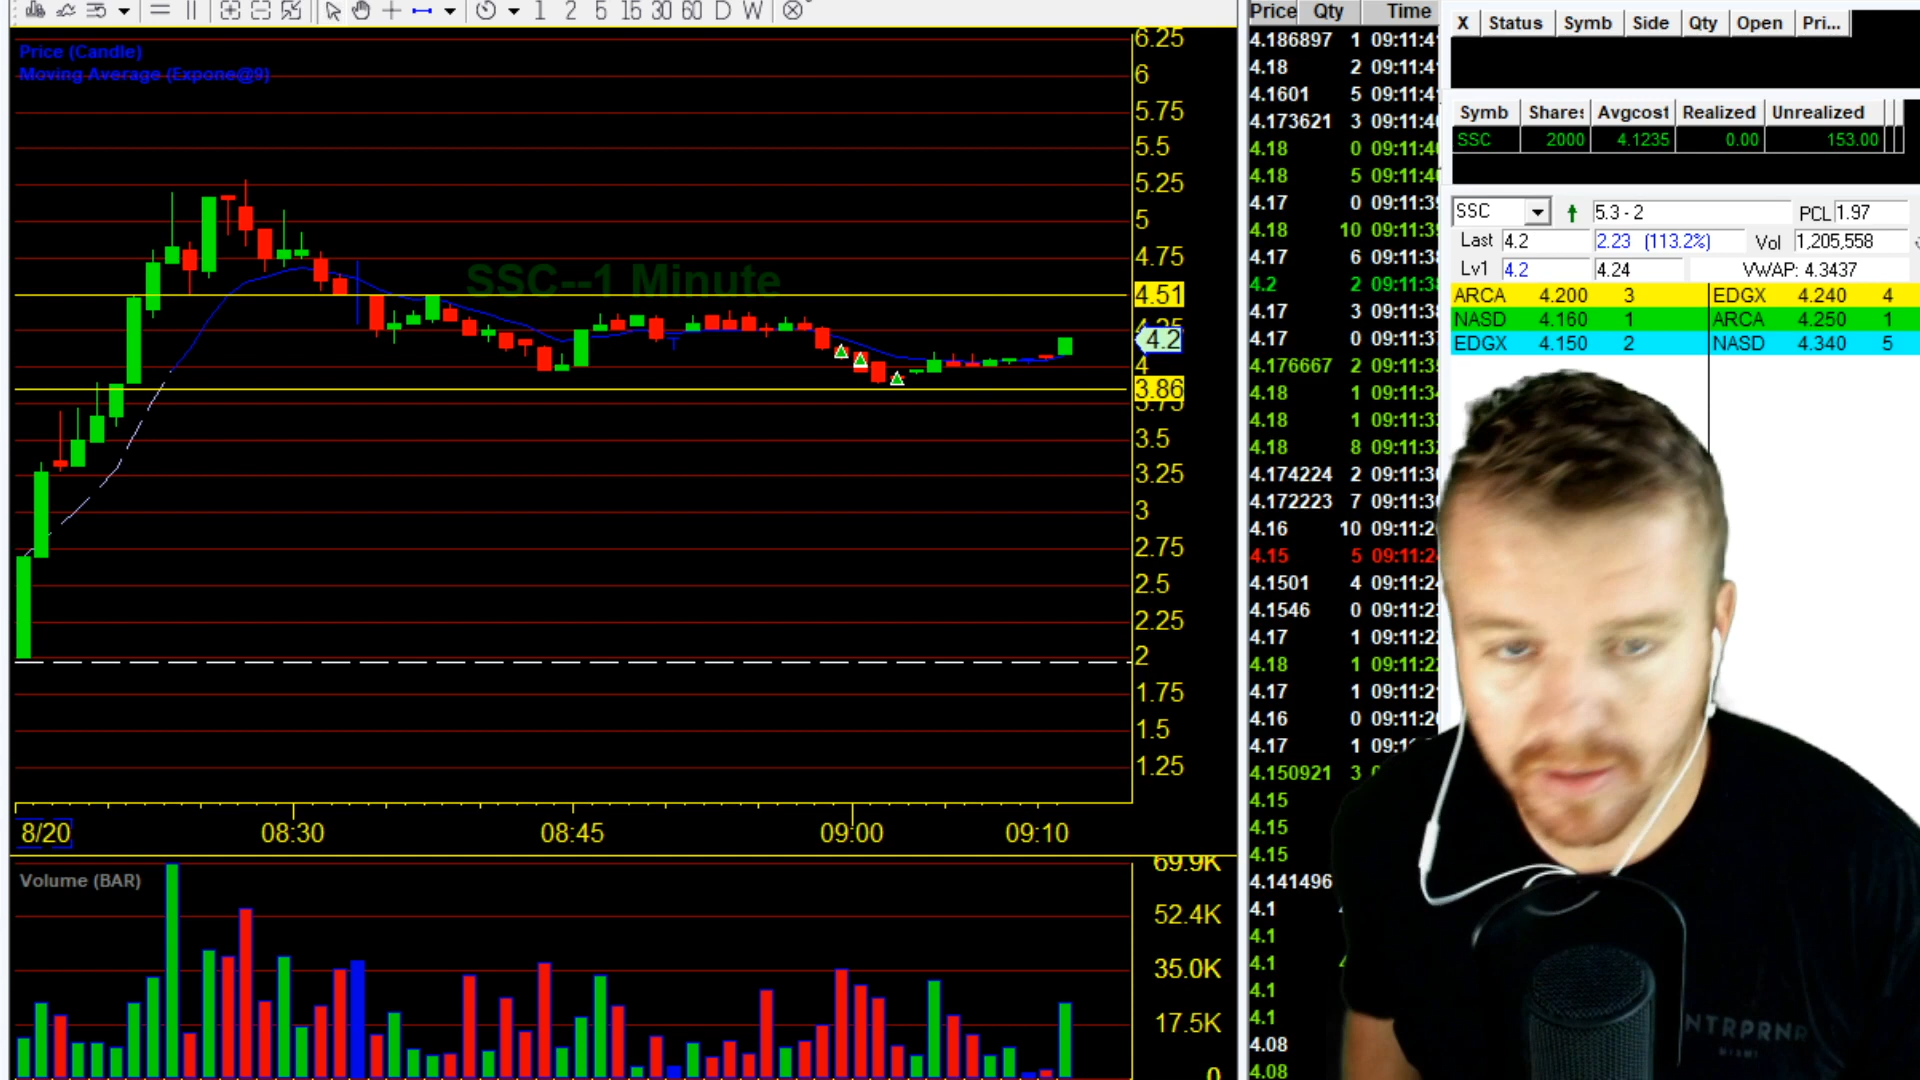 1 2 5 15 30 60 D W
Price (Candle)
Moving Average (Expone@9)
SSC--1 Minute
6.25
6
5.75
5.5
5.25
5
4.75
4.51
4.2
4
3.86
3.5
3.25
3
2.75
2.5
2.25
2
1.75
1.5
1.25
8/20 08:30 08:45 09:00 09:10
Volume (BAR)
69.9K
52.4K
35.0K
17.5K
0
Price Qty Time
4.186897 1 09:11:4
4.18 2 09:11:4
4.1601 5 09:11:4
4.173621 3 09:11:4
4.18 0 09:11:4
4.18 5 09:11:4
4.17 0 09:11:3
4.18 10 09:11:3
4.17 6 09:11:3
4.2 2 09:11:3
4.17 3 09:11:3
4.17 0 09:11:3
4.176667 2 09:11:3
4.18 1 09:11:3
4.18 1 09:11:3
4.18 8 09:11:3
4.174224 2 09:11:3
4.172223 7 09:11:3
4.16 10 09:11:2
4.15 5 09:11:2
4.1501 4 09:11:2
4.1546 0 09:11:2
4.17 1 09:11:2
4.18 1 09:11:2
4.17 1 09:11:2
4.16 0 09:11:2
4.17 1 09:1
4.150921 3
4.15
4.15
4.15
4.141496
4.1
4.1
4.1
4.1
4.1
4.08
4.08
X Status Symb Side Qty Open Pri...
Symb Share Avgcost Realized Unrealized
SSC 2000 4.1235 0.00 153.00
SSC 5.3 - 2 PCL 1.97
Last 4.2 2.23 (113.2%) Vol 1,205,558
Lv1 4.2 4.24 VWAP: 4.3437
ARCA 4.200 3 EDGX 4.240 4
NASD 4.160 1 ARCA 4.250 1
EDGX 4.150 2 NASD 4.340 5
NTRPRNR
MIAMI